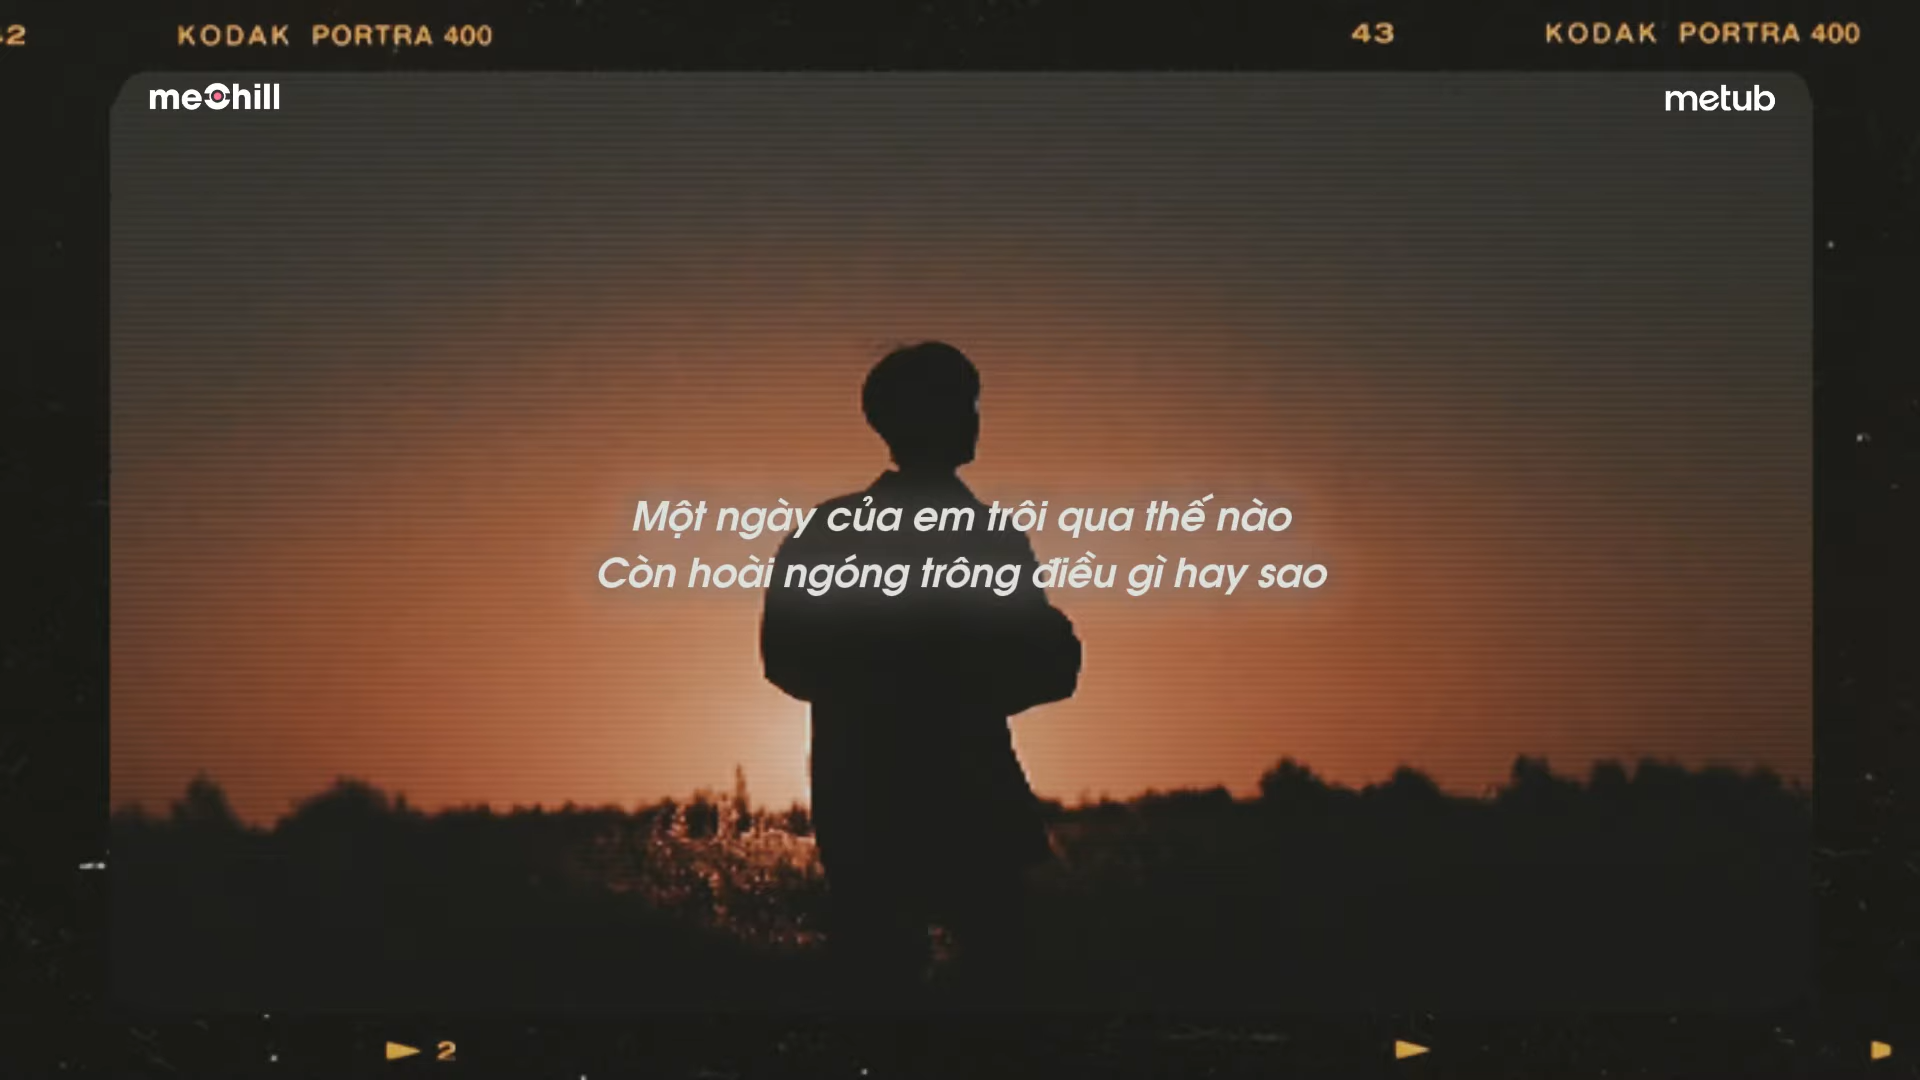 42 KODAK PORTRA 400 43 KODAK PORTRA 400
mechill metub
Một ngày của em trôi qua thế nào
Còn hoài ngóng trông điều gì hay sao
2